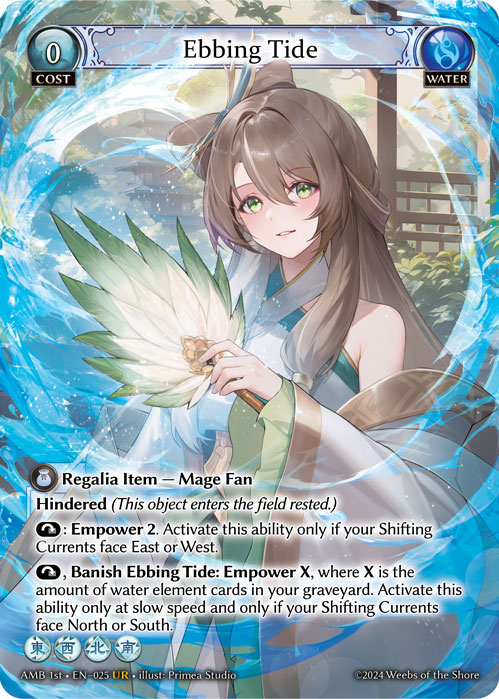 0
COST
Ebbing Tide
WATER
Regalia Item — Mage Fan
Hindered (This object enters the field rested.)
: Empower 2. Activate this ability only if your Shifting
Currents face East or West.
, Banish Ebbing Tide: Empower X, where X is the
amount of water element cards in your graveyard. Activate this
ability only at slow speed and only if your Shifting Currents
face North or South.
東 西 北 南
AMB 1st • EN-025 UR • illust: Primea Studio
©2024 Weebs of the Shore